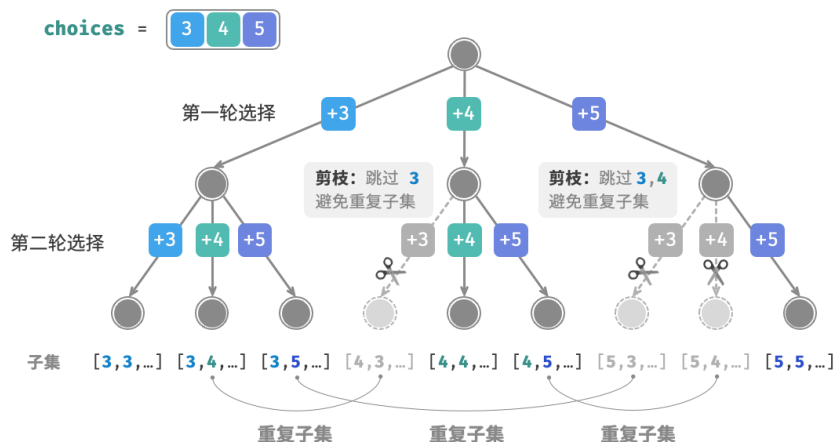 choices = 3 4 5
第一轮选择
+3 +4 +5
剪枝：跳过 3
避免重复子集
剪枝：跳过 3,4
避免重复子集
第二轮选择
+3 +4 +5 +3 +4 +5 +3 +4 +5
子集 [3,3,…] [3,4,…] [3,5,…] [4,3,…] [4,4,…] [4,5,…] [5,3,…] [5,4,…] [5,5,…]
重复子集 重复子集 重复子集